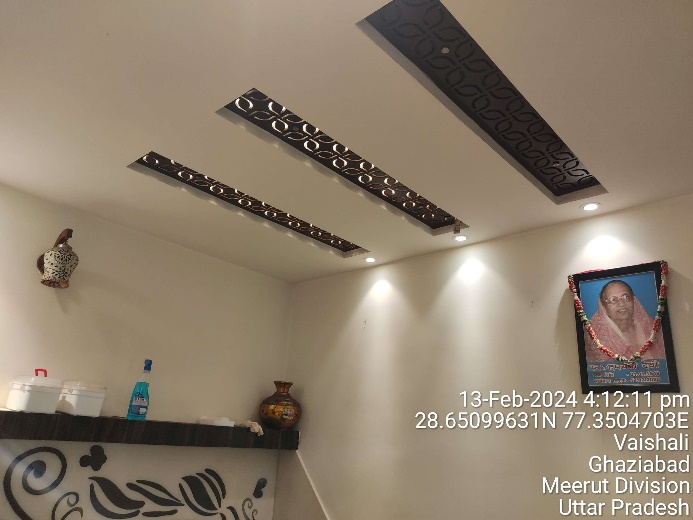 13-Feb-2024 4:12:11 pm
28.65099631N 77.3504703E
Vaishali
Ghaziabad
Meerut Division
Uttar Pradesh